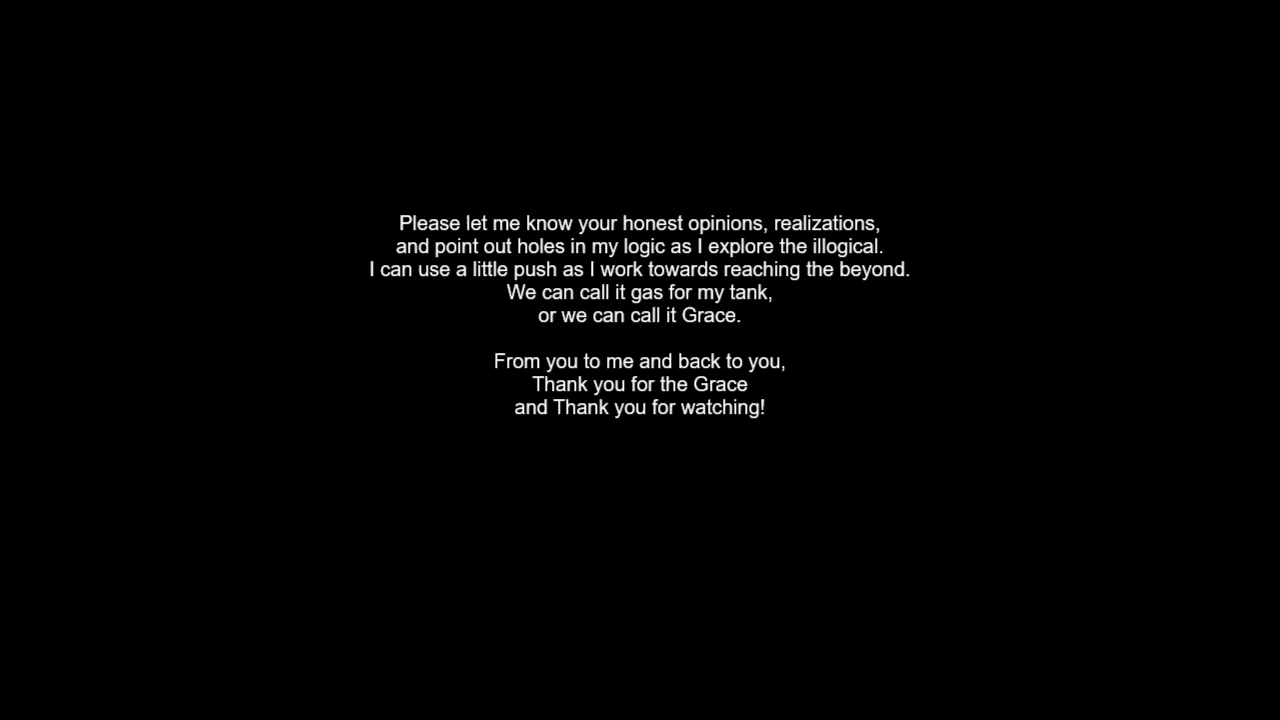 Please let me know your honest opinions, realizations,
and point out holes in my logic as I explore the illogical.
I can use a little push as I work towards reaching the beyond.
We can call it gas for my tank,
or we can call it Grace.
From you to me and back to you,
Thank you for the Grace
and Thank you for watching!